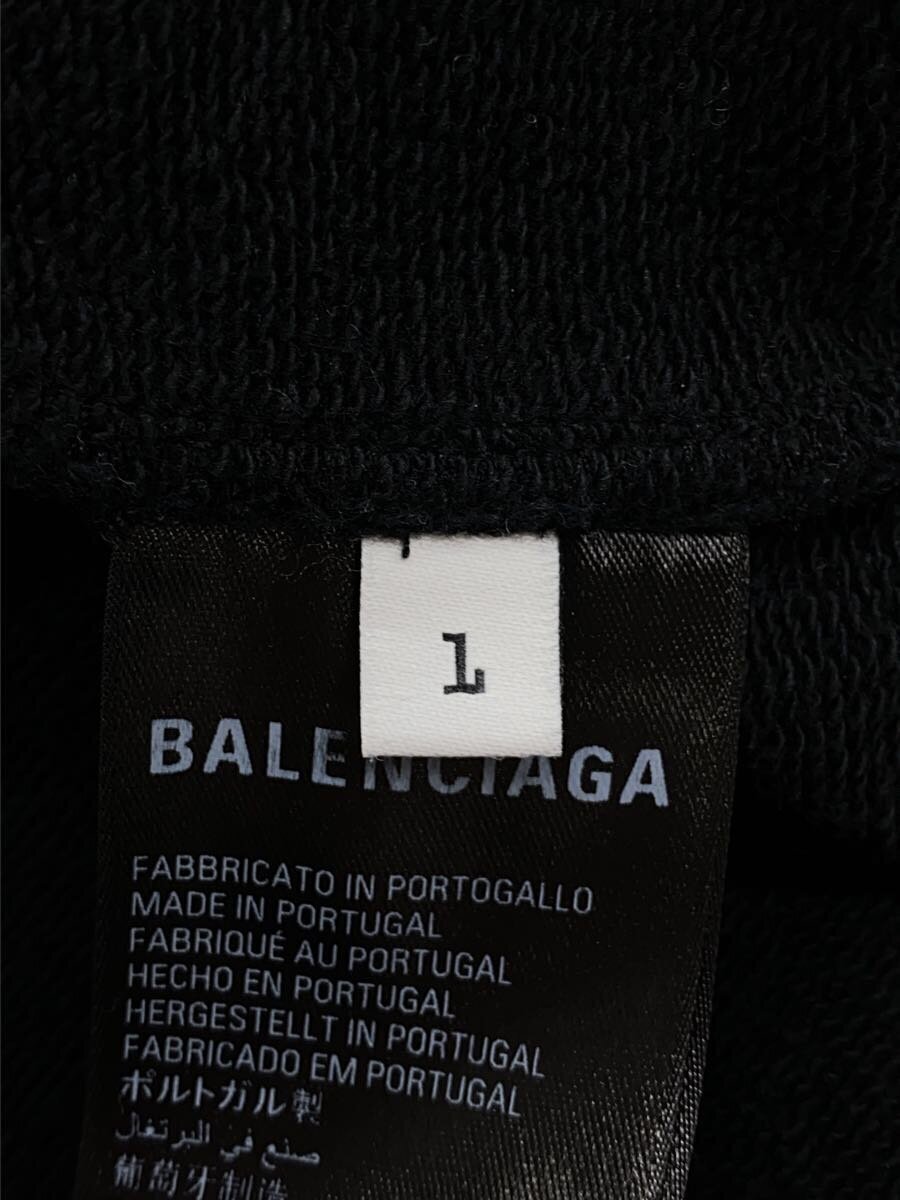 1
BALENCIAGA
FABBRICATO IN PORTOGALLO
MADE IN PORTUGAL
FABRIQUÉ AU PORTUGAL
HECHO EN PORTUGAL
HERGESTELLT IN PORTUGAL
FABRICADO EM PORTUGAL
ポルトガル製
صنع في البرتغال
葡萄牙制造